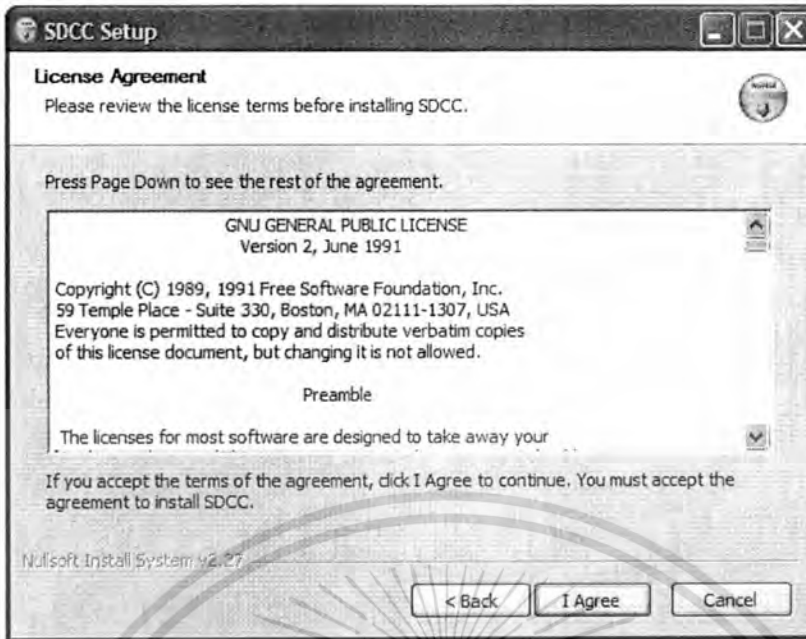 SDCC Setup
License Agreement
Please review the license terms before installing SDCC.
Press Page Down to see the rest of the agreement.
GNU GENERAL PUBLIC LICENSE
Version 2, June 1991
Copyright (C) 1989, 1991 Free Software Foundation, Inc.
59 Temple Place - Suite 330, Boston, MA 02111-1307, USA
Everyone is permitted to copy and distribute verbatim copies
of this license document, but changing it is not allowed.
Preamble
The licenses for most software are designed to take away your
If you accept the terms of the agreement, click I Agree to continue. You must accept the
agreement to install SDCC.
Nullsoft Install System v2.27
< Back
I Agree
Cancel